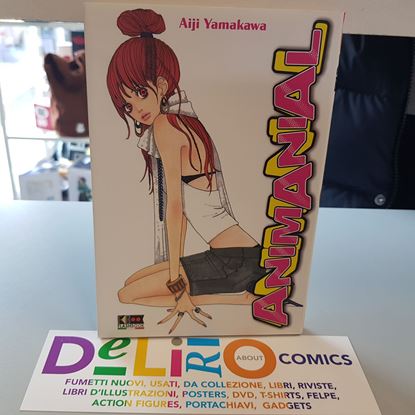 Aiji Yamakawa
ANIMANIAL
FLASHBOOK
DeLiRiO ABOUT COMICS
FUMETTI NUOVI, USATI, DA COLLEZIONE, LIBRI, RIVISTE,
LIBRI D'ILLUSTRAZIONI, POSTERS, DVD, T-SHIRTS, FELPE,
ACTION FIGURES, PORTACHIAVI, GADGETS